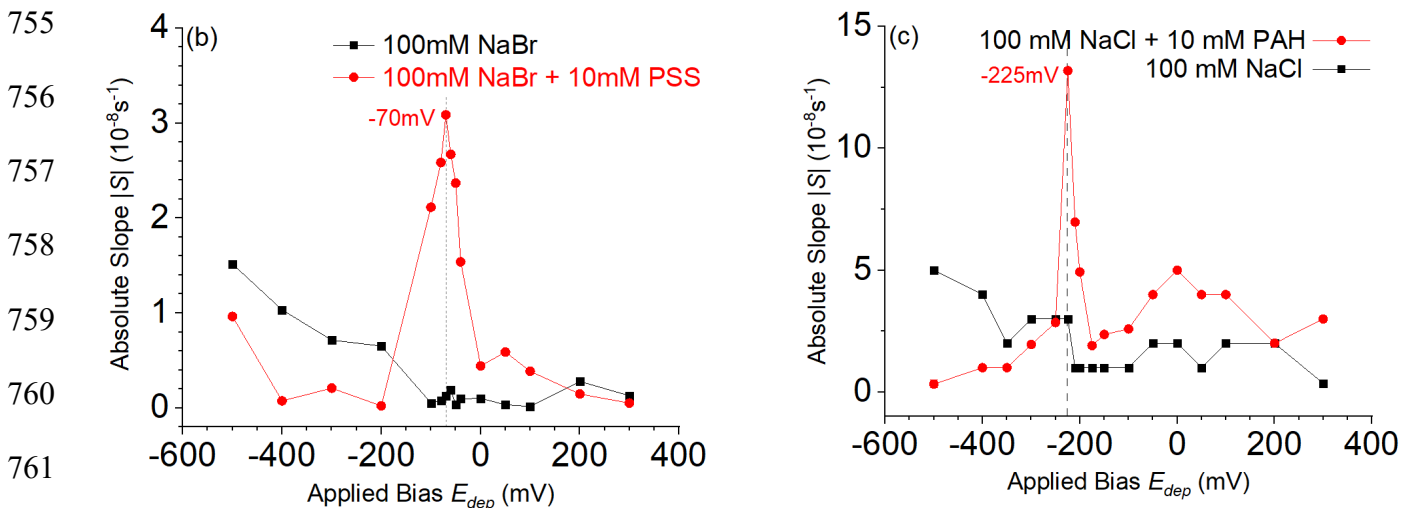 755
756
757
758
759
760
761
(b)
100mM NaBr
100mM NaBr + 10mM PSS
-70mV
Absolute Slope |S| (10⁻⁸s⁻¹)
4
3
2
1
0
-600 -400 -200 0 200 400
Applied Bias E_dep (mV)
(c)
100 mM NaCl + 10 mM PAH
100 mM NaCl
-225mV
Absolute Slope |S| (10⁻⁸s⁻¹)
15
10
5
0
-600 -400 -200 0 200 400
Applied Bias E_dep (mV)